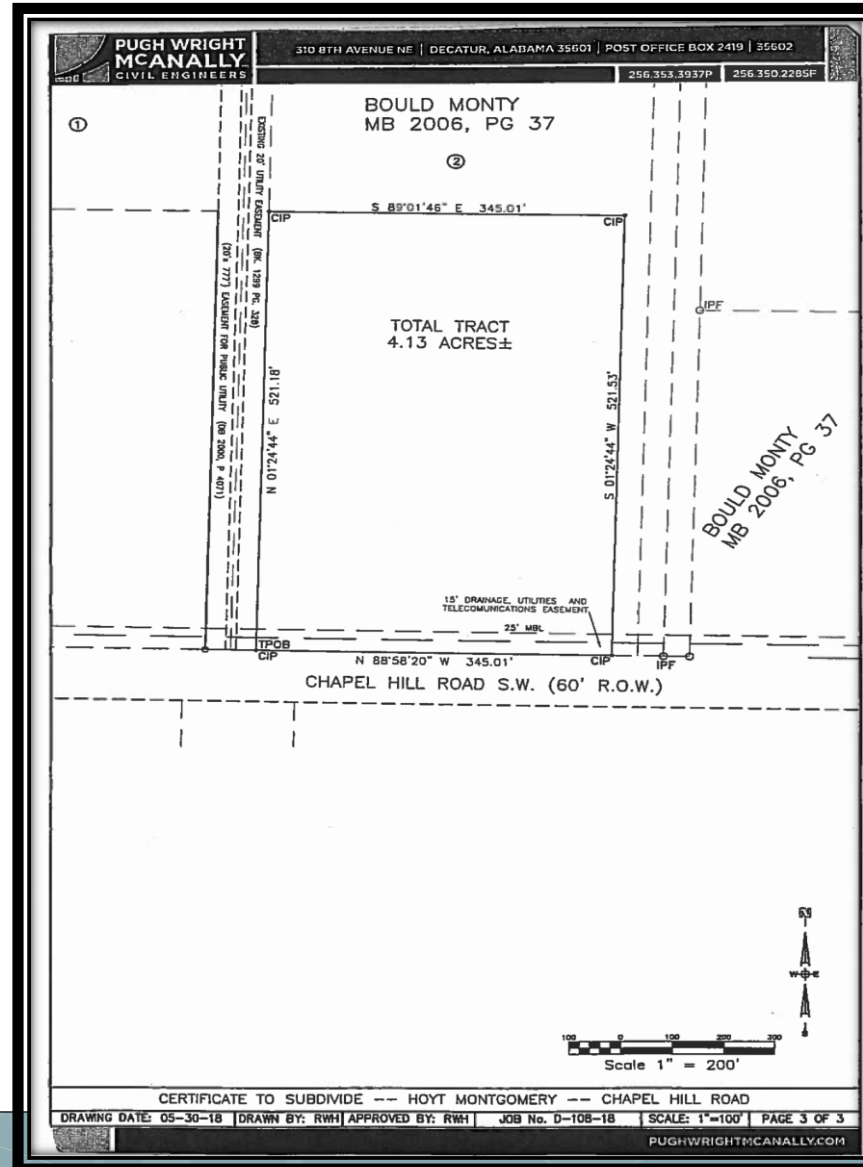 PUGH WRIGHT
MCANALLY
CIVIL ENGINEERS
310 8TH AVENUE NE | DECATUR, ALABAMA 35601 | POST OFFICE BOX 2419 | 35602
256.353.3937P 256.350.2285F
①
BOULD MONTY
MB 2006, PG 37
②
EXISTING 20' UTILITY EASEMENT (BK. 1299 PG. 328)
(20'x 777') EASEMENT FOR PUBLIC UTILITY (DB 2000, P 4071)
S 89°01'46" E 345.01'
CIP
CIP
IPF
TOTAL TRACT
4.13 ACRES±
N 01°24'44" E 521.18'
S 01°24'44" W 521.53'
BOULD MONTY
MB 2006, PG 37
15' DRAINAGE, UTILITIES AND
TELECOMUNICATIONS EASEMENT
25' MBL
TPOB
CIP
N 88°58'20" W 345.01'
CIP
IPF
CHAPEL HILL ROAD S.W. (60' R.O.W.)
W E
100 0 100 200 300
Scale 1" = 200'
CERTIFICATE TO SUBDIVIDE -- HOYT MONTGOMERY -- CHAPEL HILL ROAD
DRAWING DATE: 05-30-18 DRAWN BY: RWH APPROVED BY: RWH JOB No. D-108-18 SCALE: 1"=100' PAGE 3 OF 3
PUGHWRIGHTMCANALLY.COM